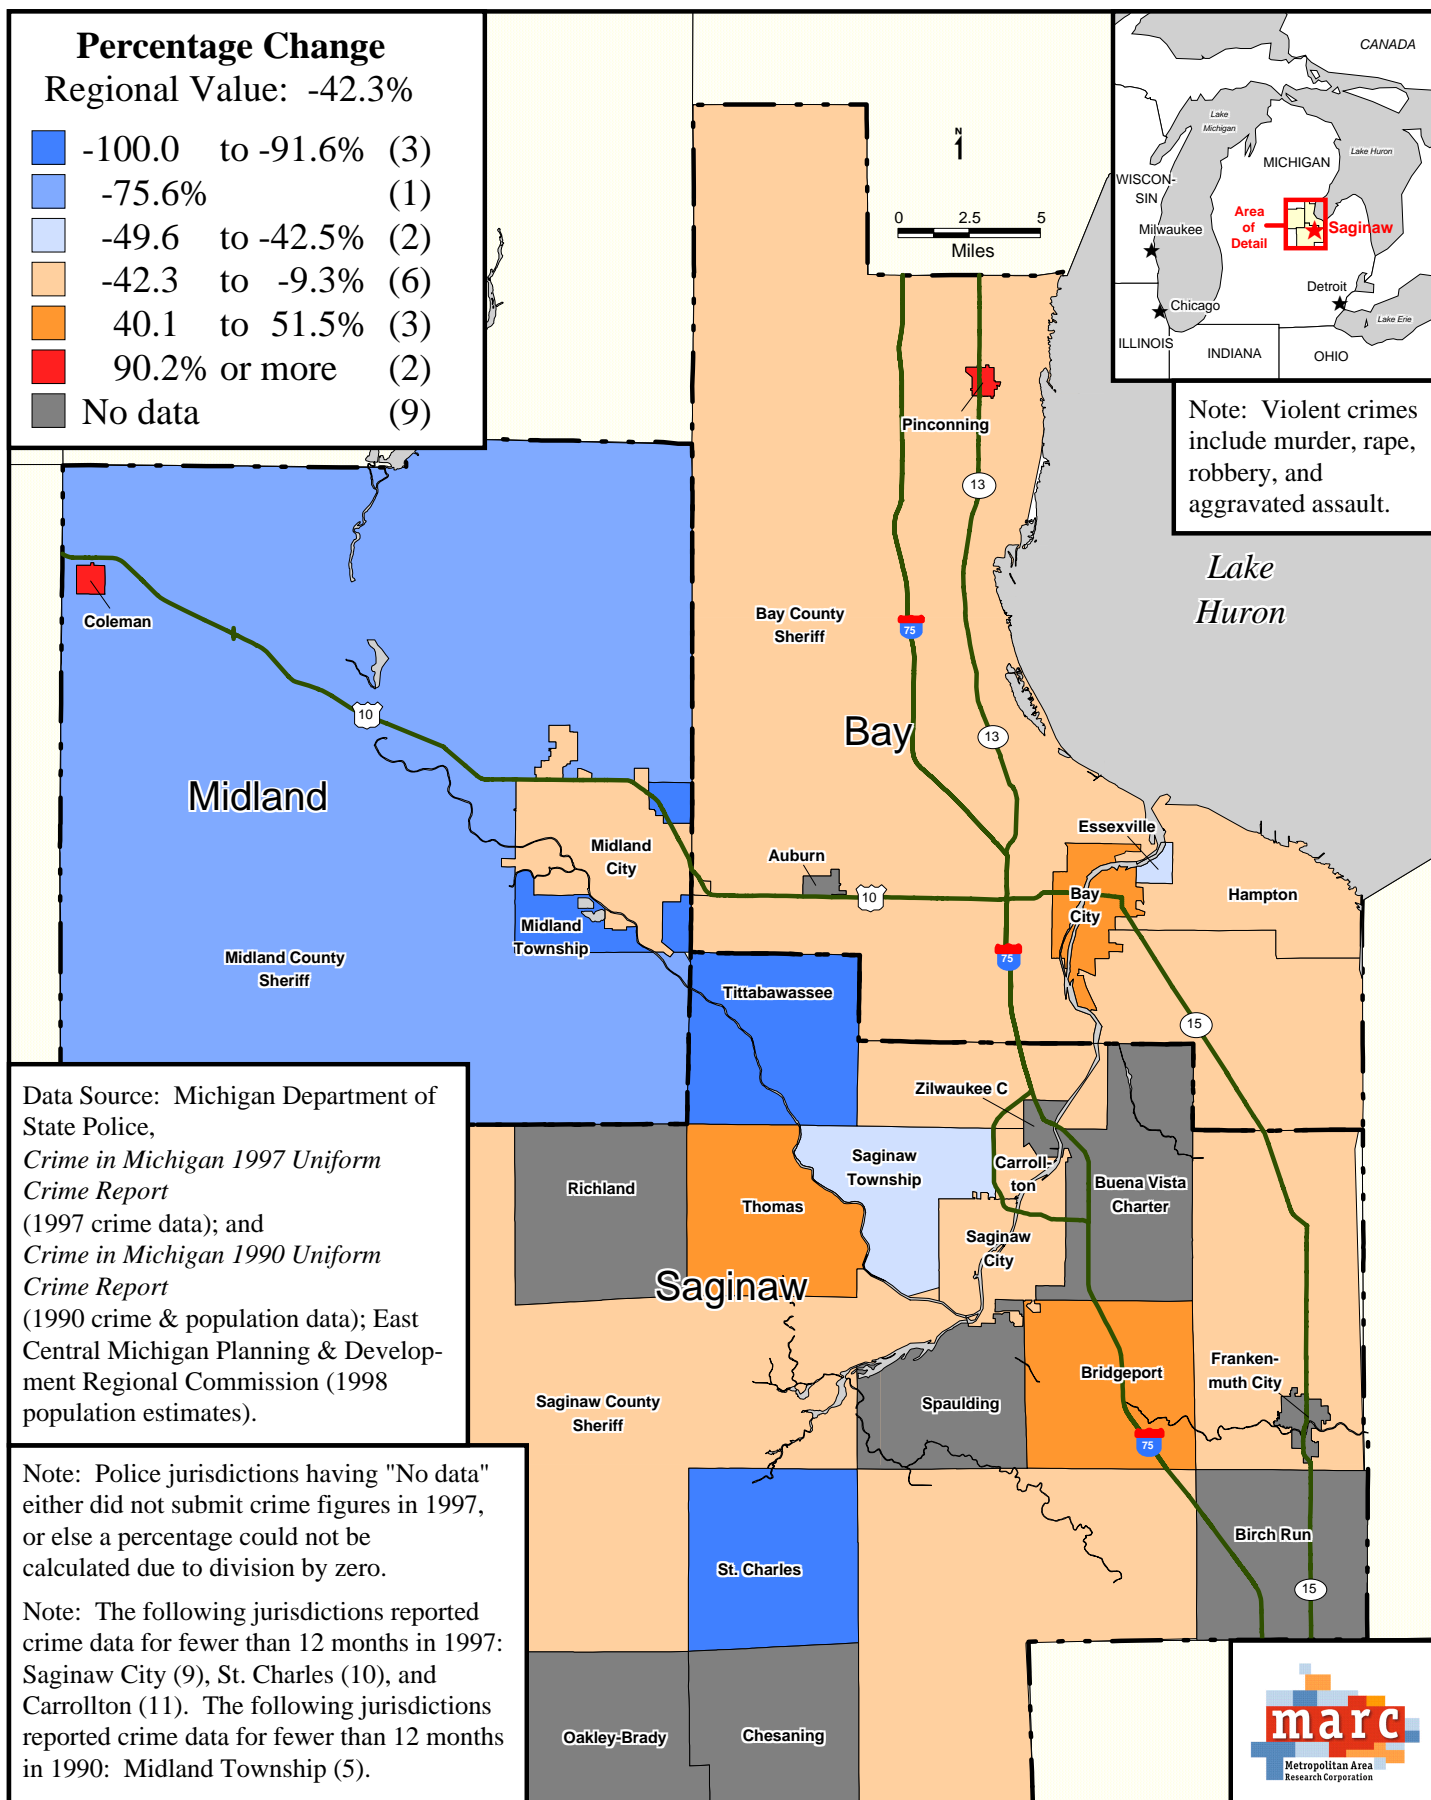 Percentage Change
Regional Value: -42.3%
-100.0 to -91.6% (3)
-75.6% (1)
-49.6 to -42.5% (2)
-42.3 to -9.3% (6)
40.1 to 51.5% (3)
90.2% or more (2)
No data (9)
N
0 2.5 5
Miles
CANADA
Lake
Michigan
Lake Huron
MICHIGAN
WISCON-
SIN
Milwaukee
Area
of
Detail
Saginaw
Detroit
Chicago
Lake Erie
ILLINOIS
INDIANA
OHIO
Note: Violent crimes
include murder, rape,
robbery, and
aggravated assault.
Lake
Huron
Pinconning
13
Coleman
Bay County
Sheriff
75
10
Bay
13
Midland
Essexville
Midland
City
Auburn
10
Bay
City
Hampton
Midland
Township
Midland County
Sheriff
75
Tittabawassee
15
Zilwaukee C
Saginaw
Township
Carroll-
ton
Buena Vista
Charter
Richland
Thomas
Saginaw
City
Saginaw
Franken-
muth City
Bridgeport
Saginaw County
Sheriff
Spaulding
75
Birch Run
St. Charles
15
Oakley-Brady
Chesaning
Data Source: Michigan Department of
State Police,
Crime in Michigan 1997 Uniform
Crime Report
(1997 crime data); and
Crime in Michigan 1990 Uniform
Crime Report
(1990 crime & population data); East
Central Michigan Planning & Develop-
ment Regional Commission (1998
population estimates).
Note: Police jurisdictions having "No data"
either did not submit crime figures in 1997,
or else a percentage could not be
calculated due to division by zero.
Note: The following jurisdictions reported
crime data for fewer than 12 months in 1997:
Saginaw City (9), St. Charles (10), and
Carrollton (11). The following jurisdictions
reported crime data for fewer than 12 months
in 1990: Midland Township (5).
marc
Metropolitan Area
Research Corporation